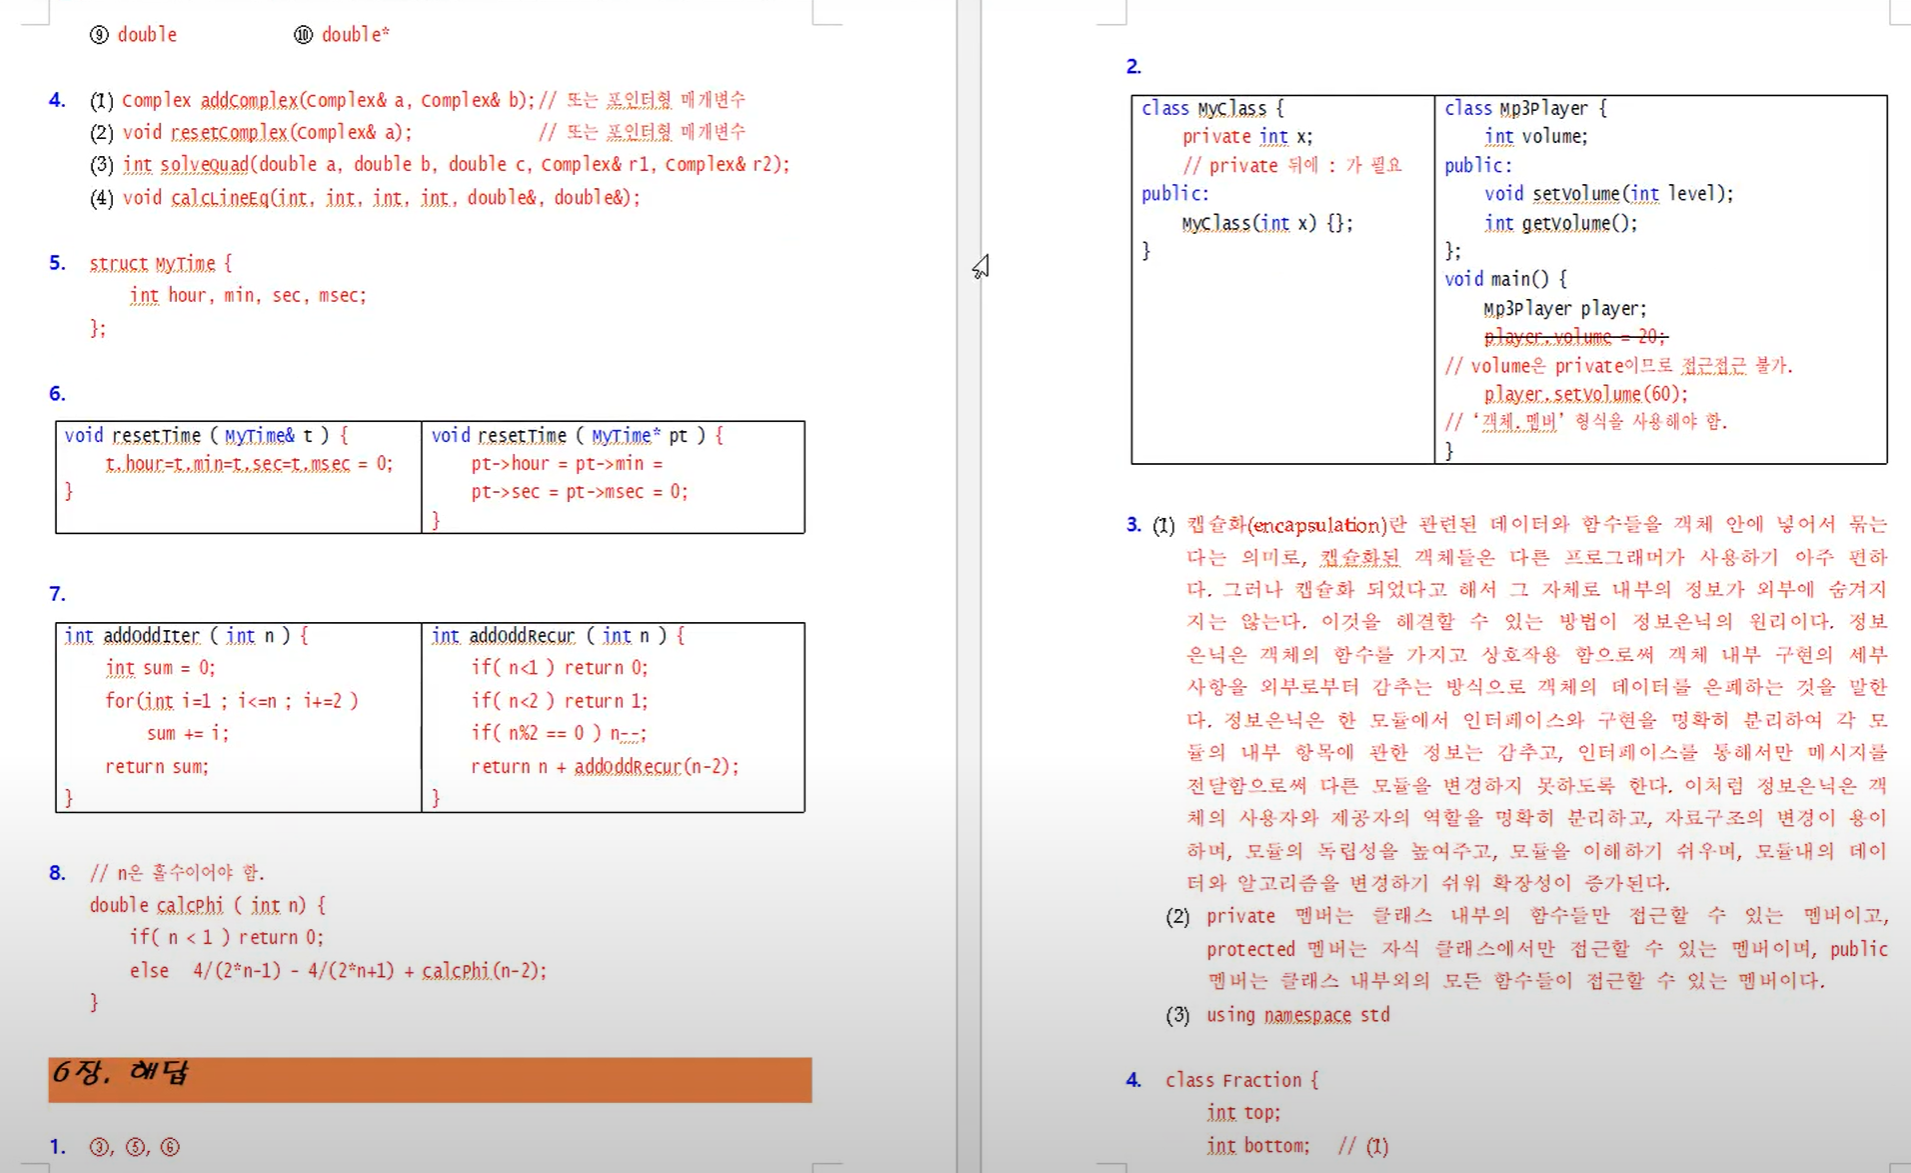 ⑨ double ⑩ double*
4. (1) Complex addComplex(Complex& a, Complex& b);// 또는 포인터형 매개변수
(2) void resetComplex(Complex& a); // 또는 포인터형 매개변수
(3) int solveQuad(double a, double b, double c, Complex& r1, Complex& r2);
(4) void calcLineEq(int, int, int, int, double&, double&);
5. struct MyTime {
int hour, min, sec, msec;
};
6.
void resetTime ( MyTime& t ) {
t.hour=t.min=t.sec=t.msec = 0;
}
void resetTime ( MyTime* pt ) {
pt->hour = pt->min =
pt->sec = pt->msec = 0;
}
7.
int addOddIter ( int n ) {
int sum = 0;
for(int i=1 ; i<=n ; i+=2 )
sum += i;
return sum;
}
int addOddRecur ( int n ) {
if( n<1 ) return 0;
if( n<2 ) return 1;
if( n%2 == 0 ) n--;
return n + addOddRecur(n-2);
}
8. // n은 홀수이어야 함.
double calcPhi ( int n) {
if( n < 1 ) return 0;
else 4/(2*n-1) - 4/(2*n+1) + calcPhi(n-2);
}
6장. 해답
1. ③, ⑤, ⑥
2.
class MyClass {
private int x;
// private 뒤에 : 가 필요
public:
MyClass(int x) {};
}
class Mp3Player {
int volume;
public:
void setVolume(int level);
int getVolume();
};
void main() {
Mp3Player player;
player.volume = 20;
// volume은 private이므로 접근접근 불가.
player.setVolume(60);
// ‘객체.멤버’ 형식을 사용해야 함.
}
3. (1) 캡슐화(encapsulation)란 관련된 데이터와 함수들을 객체 안에 넣어서 묶는
다는 의미로, 캡슐화된 객체들은 다른 프로그래머가 사용하기 아주 편하
다. 그러나 캡슐화 되었다고 해서 그 자체로 내부의 정보가 외부에 숨겨지
지는 않는다. 이것을 해결할 수 있는 방법이 정보은닉의 원리이다. 정보
은닉은 객체의 함수를 가지고 상호작용 함으로써 객체 내부 구현의 세부
사항을 외부로부터 감추는 방식으로 객체의 데이터를 은폐하는 것을 말한
다. 정보은닉은 한 모듈에서 인터페이스와 구현을 명확히 분리하여 각 모
듈의 내부 항목에 관한 정보는 감추고, 인터페이스를 통해서만 메시지를
전달함으로써 다른 모듈을 변경하지 못하도록 한다. 이처럼 정보은닉은 객
체의 사용자와 제공자의 역할을 명확히 분리하고, 자료구조의 변경이 용이
하며, 모듈의 독립성을 높여주고, 모듈을 이해하기 쉬우며, 모듈내의 데이
터와 알고리즘을 변경하기 쉬워 확장성이 증가된다.
(2) private 멤버는 클래스 내부의 함수들만 접근할 수 있는 멤버이고,
protected 멤버는 자식 클래스에서만 접근할 수 있는 멤버이며, public
멤버는 클래스 내부외의 모든 함수들이 접근할 수 있는 멤버이다.
(3) using namespace std
4. class Fraction {
int top;
int bottom; // (1)